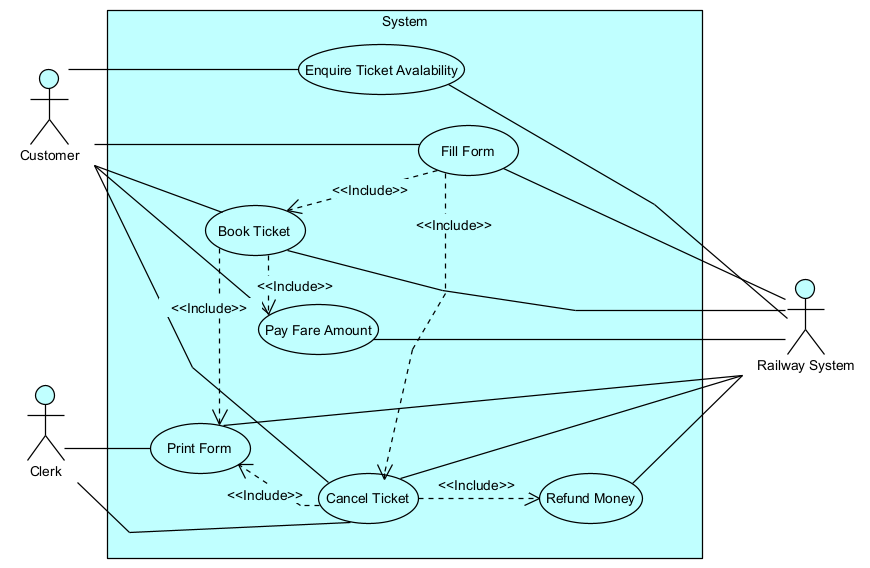 System
Enquire Ticket Avalability
Customer
Fill Form
<<Include>>
<<Include>>
Book Ticket
<<Include>>
<<Include>>
Pay Fare Amount
Railway System
Print Form
Clerk
<<Include>>
Cancel Ticket
<<Include>>
Refund Money